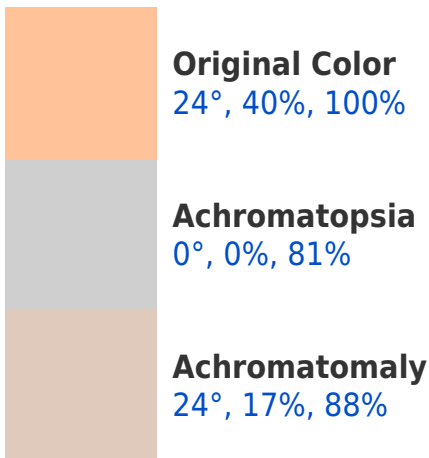 Original Color
24°, 40%, 100%
Achromatopsia
0°, 0%, 81%
Achromatomaly
24°, 17%, 88%